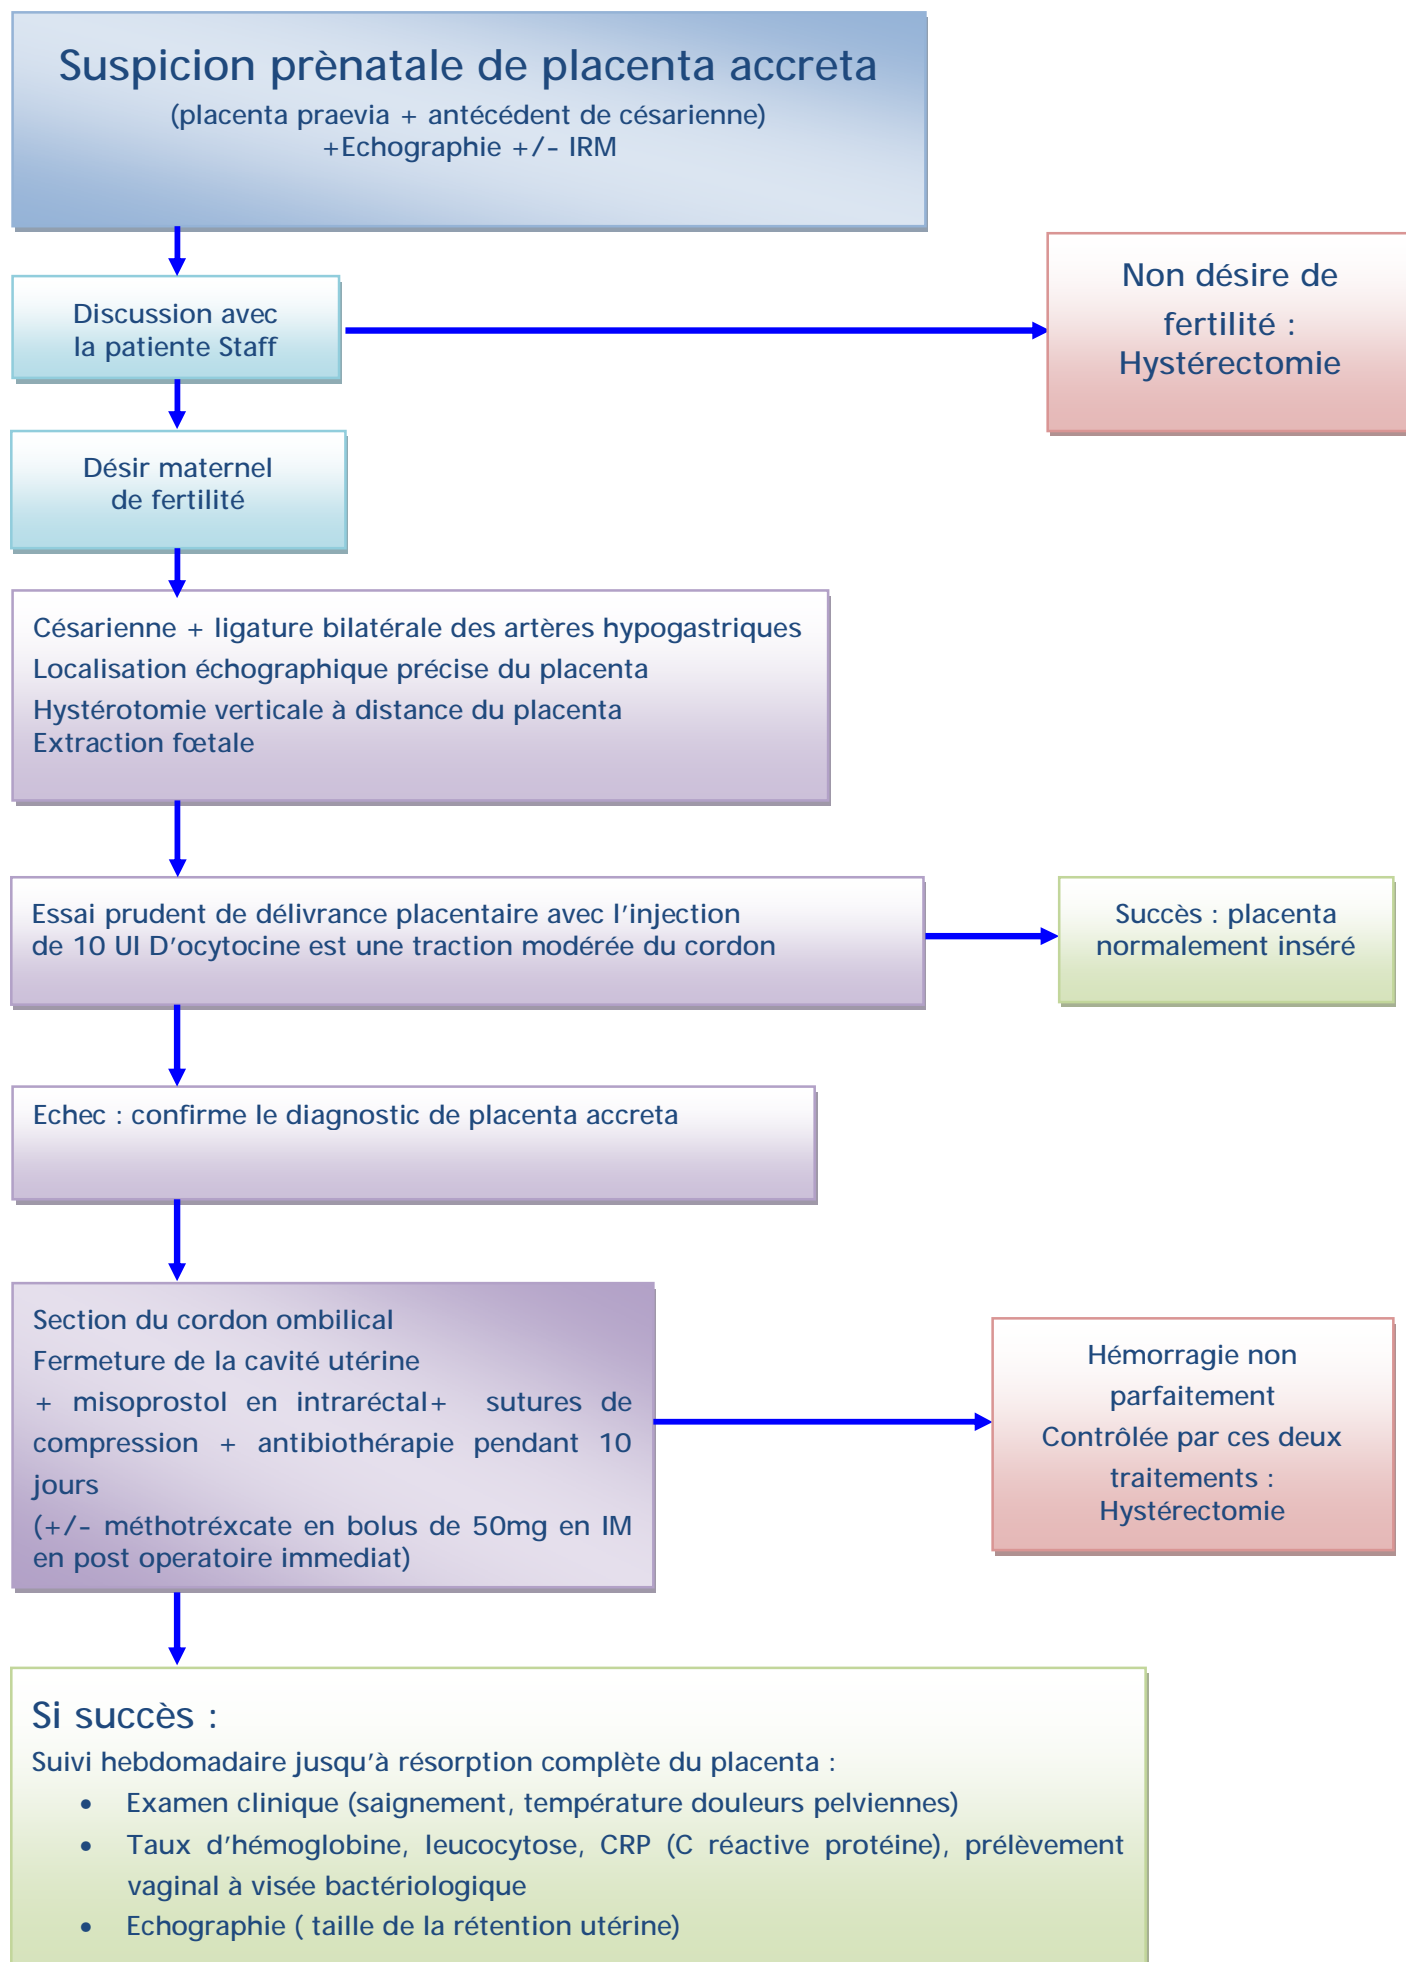 Suspicion prènatale de placenta accreta
(placenta praevia + antécédent de césarienne)
+Echographie +/- IRM
Discussion avec
la patiente Staff
Non désire de
fertilité :
Hystérectomie
Désir maternel
de fertilité
Césarienne + ligature bilatérale des artères hypogastriques
Localisation échographique précise du placenta
Hystérotomie verticale à distance du placenta
Extraction fœtale
Essai prudent de délivrance placentaire avec l'injection
de 10 UI D'ocytocine est une traction modérée du cordon
Succès : placenta
normalement inséré
Echec : confirme le diagnostic de placenta accreta
Section du cordon ombilical
Fermeture de la cavité utérine
+ misoprostol en intraréctal+ sutures de
compression + antibiothérapie pendant 10
jours
(+/- méthotréxcate en bolus de 50mg en IM
en post operatoire immediat)
Hémorragie non
parfaitement
Contrôlée par ces deux
traitements :
Hystérectomie
Si succès :
Suivi hebdomadaire jusqu'à résorption complète du placenta :
• Examen clinique (saignement, température douleurs pelviennes)
• Taux d'hémoglobine, leucocytose, CRP (C réactive protéine), prélèvement
vaginal à visée bactériologique
• Echographie ( taille de la rétention utérine)